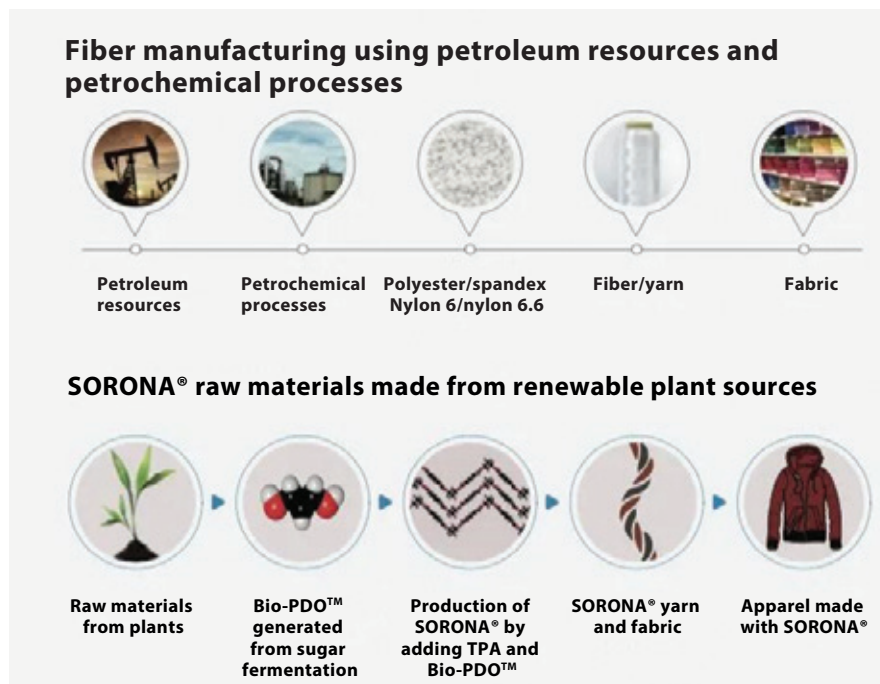 Fiber manufacturing using petroleum resources and
petrochemical processes
Petroleum
resources
Petrochemical
processes
Polyester/spandex
Nylon 6/nylon 6.6
Fiber/yarn
Fabric
SORONA® raw materials made from renewable plant sources
Raw materials
from plants
Bio-PDO™
generated
from sugar
fermentation
Production of
SORONA® by
adding TPA and
Bio-PDO™
SORONA® yarn
and fabric
Apparel made
with SORONA®